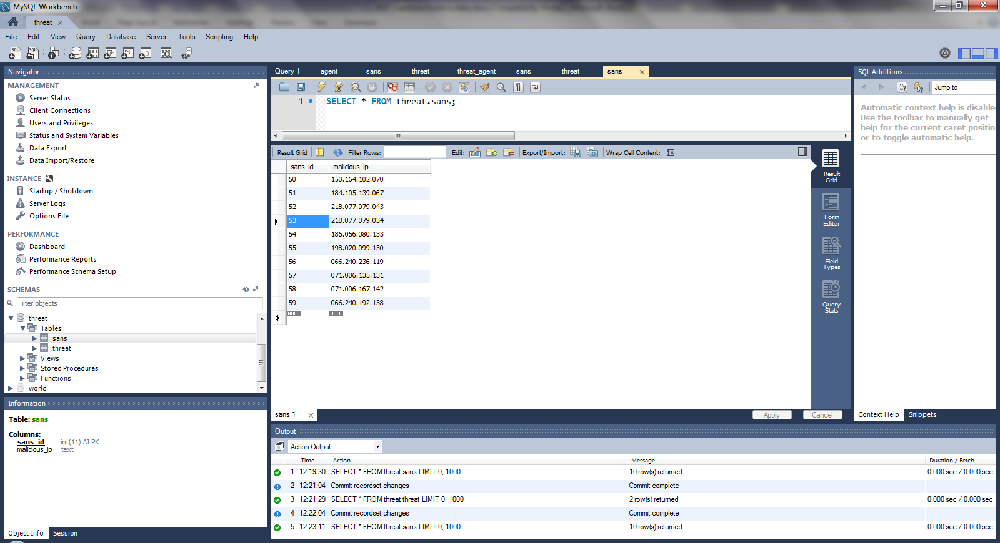 MySQL Workbench
threat
File Edit View Query Database Server Tools Scripting Help
Navigator
MANAGEMENT
Server Status
Client Connections
Users and Privileges
Status and System Variables
Data Export
Data Import/Restore
INSTANCE
Startup / Shutdown
Server Logs
Options File
PERFORMANCE
Dashboard
Performance Reports
Performance Schema Setup
SCHEMAS
Filter objects
threat
Tables
sans
threat
Views
Stored Procedures
Functions
world
Information
Table: sans
Columns:
sans_id int(11) AI PK
malicious_ip text
Object Info Session
Query 1 agent sans threat threat_agent sans threat sans
1 SELECT * FROM threat.sans;
Result Grid Filter Rows: Edit: Export/Import: Wrap Cell Content:
sans_id malicious_ip
50 150.164.102.070
51 184.105.139.067
52 218.077.079.043
53 218.077.079.034
54 185.056.080.133
55 198.020.099.130
56 066.240.236.119
57 071.006.135.131
58 071.006.167.142
59 066.240.192.138
NULL NULL
Result
Grid
Form
Editor
Field
Types
Query
Stats
sans 1 Apply Cancel
SQL Additions
Jump to
Automatic context help is disable
Use the toolbar to manually get
help for the current caret position
or to toggle automatic help.
Context Help Snippets
Output
Action Output
Time Action Message Duration / Fetch
1 12:19:30 SELECT * FROM threat.sans LIMIT 0, 1000 10 row(s) returned 0.000 sec / 0.000 sec
2 12:21:04 Commit recordset changes Commit complete
3 12:21:29 SELECT * FROM threat.threat LIMIT 0, 1000 2 row(s) returned 0.000 sec / 0.000 sec
4 12:22:04 Commit recordset changes Commit complete
5 12:23:11 SELECT * FROM threat.sans LIMIT 0, 1000 10 row(s) returned 0.000 sec / 0.000 sec